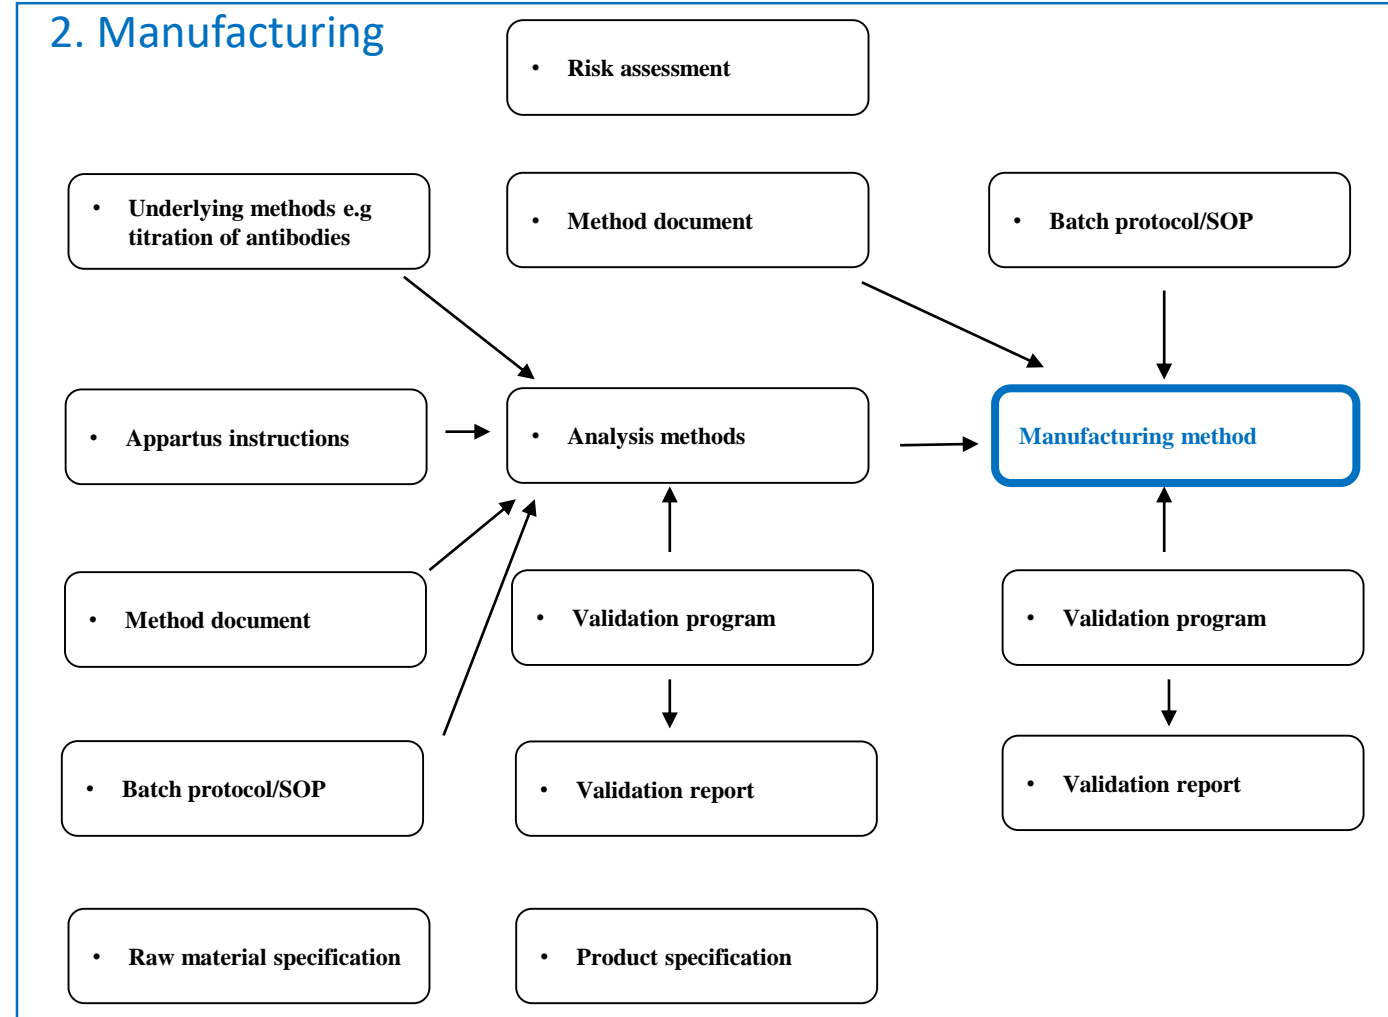 2. Manufacturing
• Risk assessment
• Underlying methods e.g
titration of antibodies
• Method document
• Batch protocol/SOP
• Appartus instructions
• Analysis methods
Manufacturing method
• Method document
• Validation program
• Validation program
• Batch protocol/SOP
• Validation report
• Validation report
• Raw material specification
• Product specification